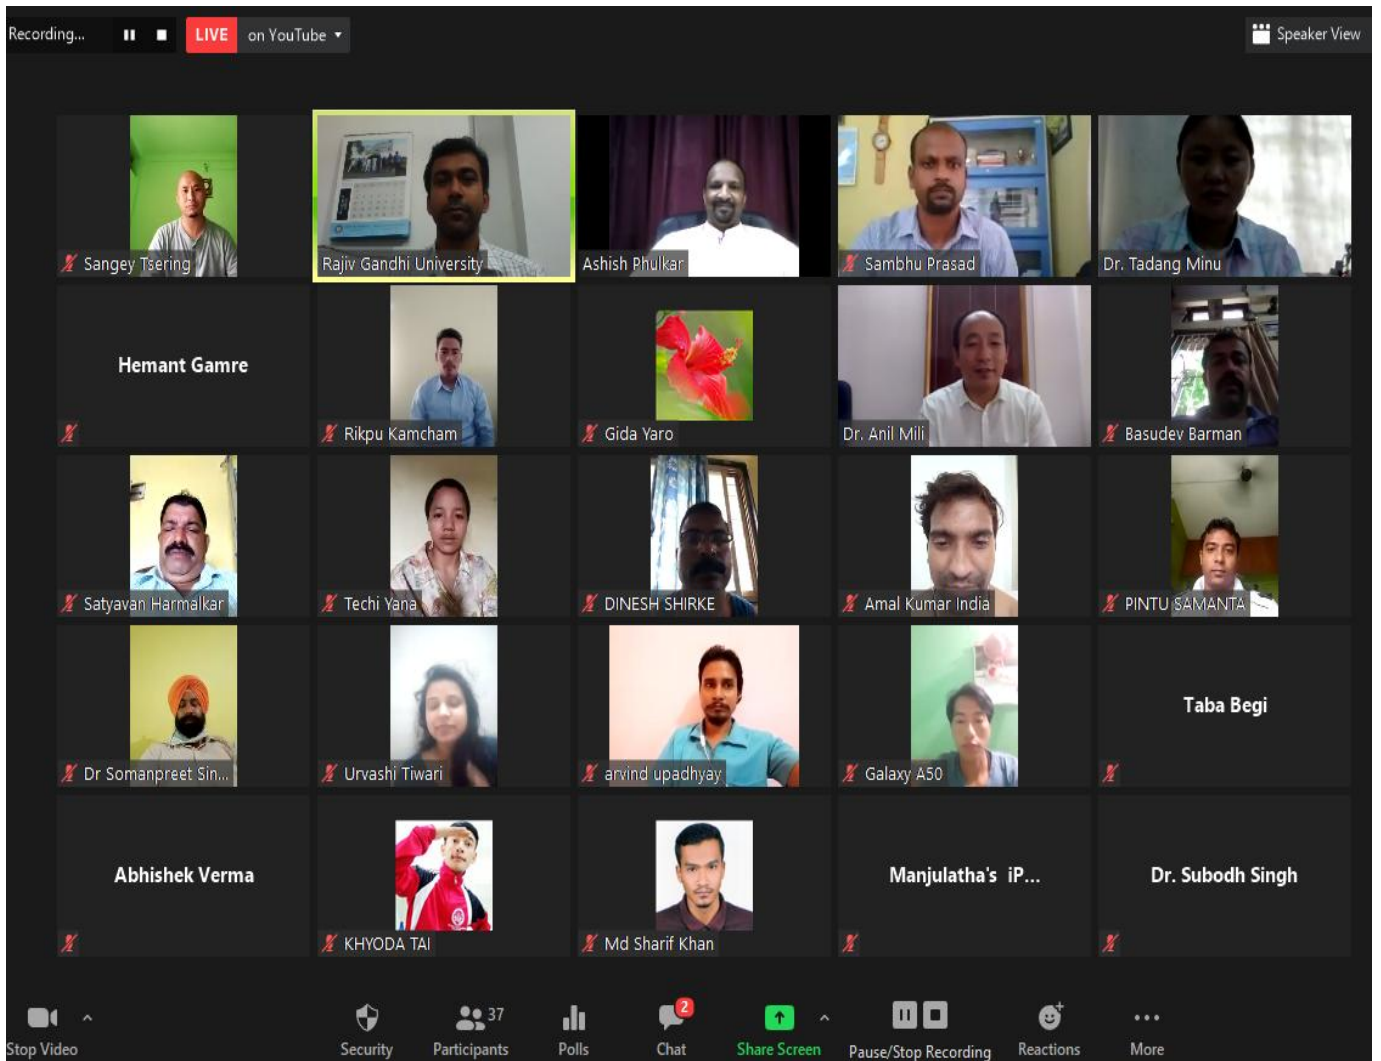 Recording...
LIVE on YouTube
Speaker View
Sangey Tsering
Rajiv Gandhi University
Ashish Phulkar
Sambhu Prasad
Dr. Tadang Minu
Hemant Gamre
Rikpu Kamcham
Gida Yaro
Dr. Anil Mili
Basudev Barman
Satyavan Harmalkar
Techi Yana
DINESH SHIRKE
Amal Kumar India
PINTU SAMANTA
Dr Somanpreet Sin...
Urvashi Tiwari
arvind upadhyay
Galaxy A50
Taba Begi
Abhishek Verma
KHYODA TAI
Md Sharif Khan
Manjulatha's iP...
Dr. Subodh Singh
37
2
Stop Video
Security
Participants
Polls
Chat
Share Screen
Pause/Stop Recording
Reactions
More